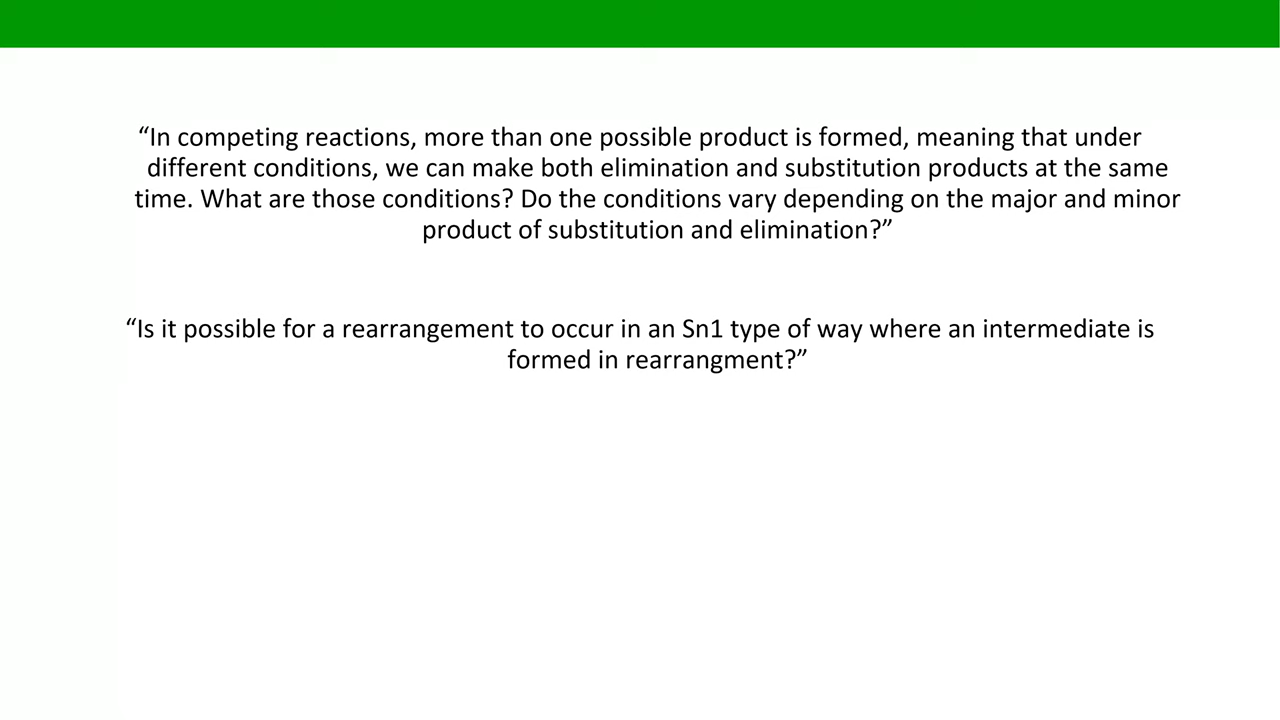 “In competing reactions, more than one possible product is formed, meaning that under
different conditions, we can make both elimination and substitution products at the same
time. What are those conditions? Do the conditions vary depending on the major and minor
product of substitution and elimination?”
“Is it possible for a rearrangement to occur in an Sn1 type of way where an intermediate is
formed in rearrangment?”